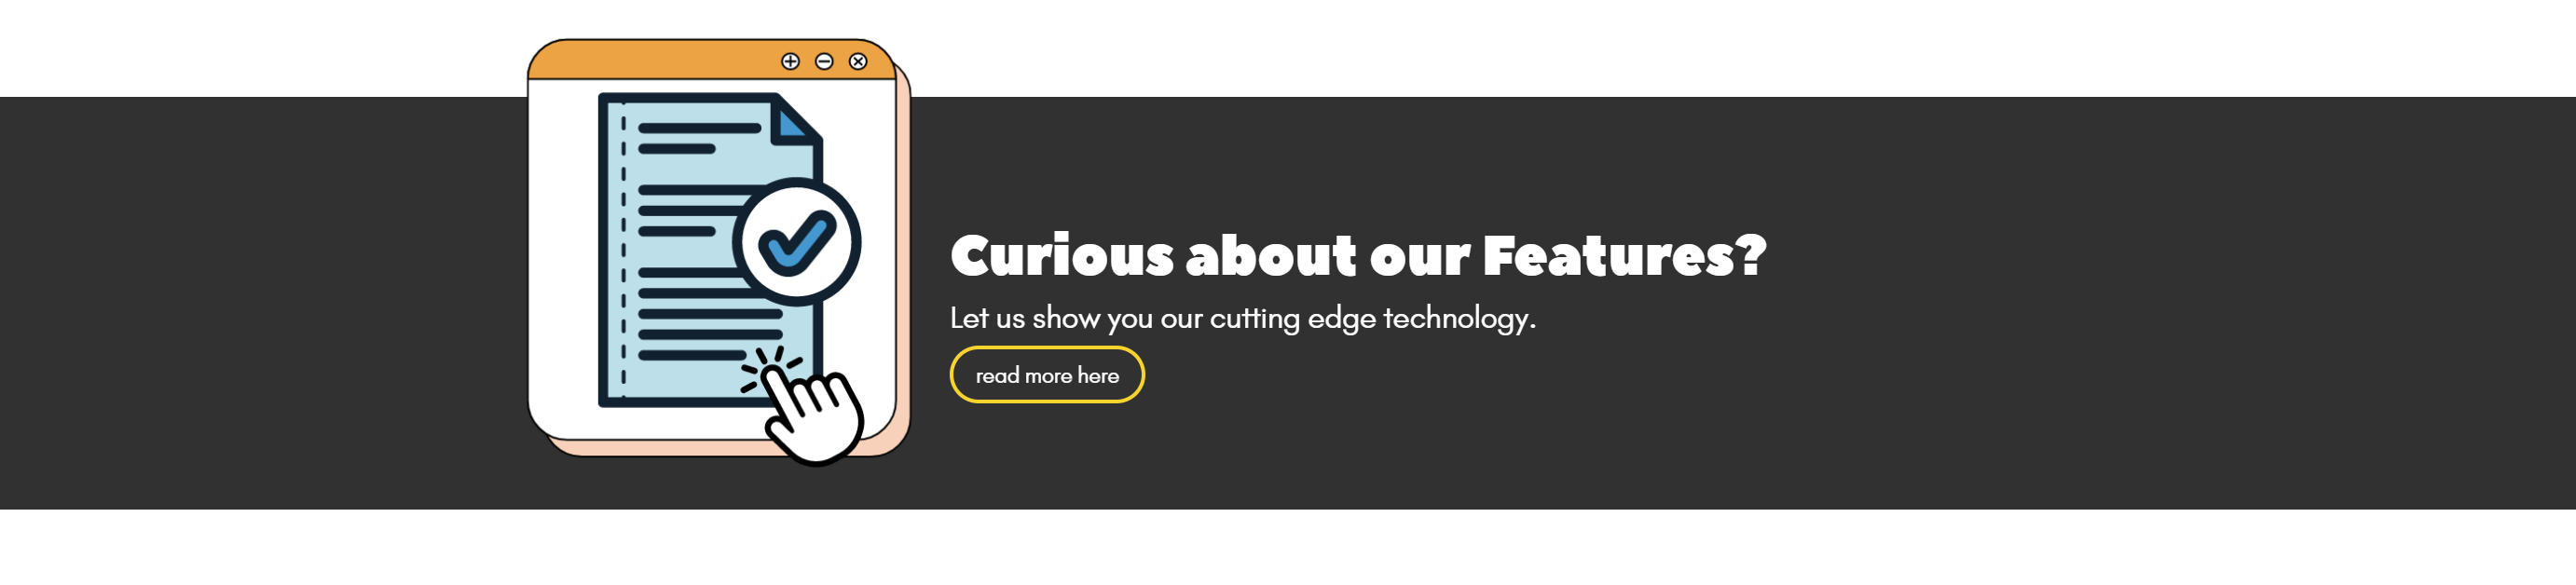 Curious about our Features?
Let us show you our cutting edge technology.
read more here